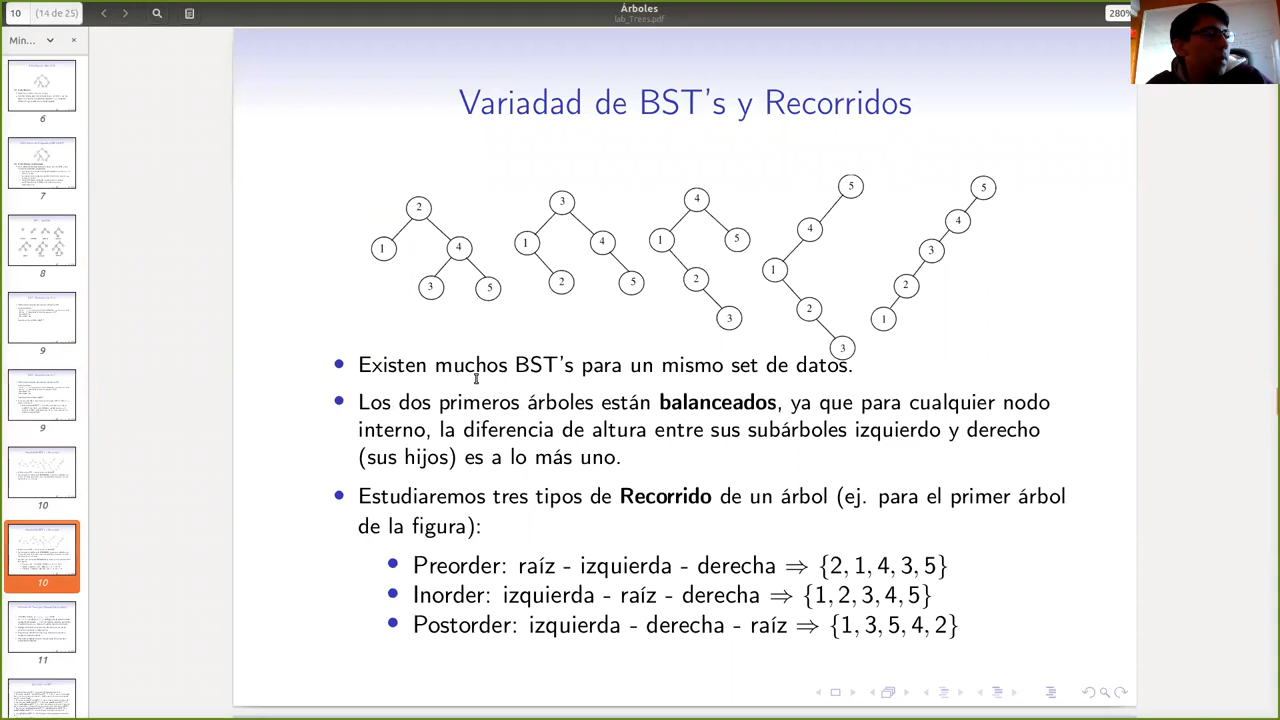 10
(14 de 25)
Árboles
lab_Trees.pdf
280%
Min...
6
7
8
9
9
10
10
11
Variadad de BST's y Recorridos
2
1
4
3
5
3
1
4
2
5
4
1
5
2
3
5
4
1
2
3
5
4
3
2
1
Existen muchos BST's para un mismo set de datos.
Los dos primeros árboles están balanceados, ya que para cualquier nodo
interno, la diferencia de altura entre sus subárboles izquierdo y derecho
(sus hijos) es a lo más uno.
Estudiaremos tres tipos de Recorrido de un árbol (ej. para el primer árbol
de la figura):
Preorder: raíz - izquierda - derecha ⇒ {2, 1, 4, 3, 5}
Inorder: izquierda - raíz - derecha ⇒ {1, 2, 3, 4, 5}
Postorder: izquierda - derecha - raíz ⇒ {1, 3, 5, 4, 2}